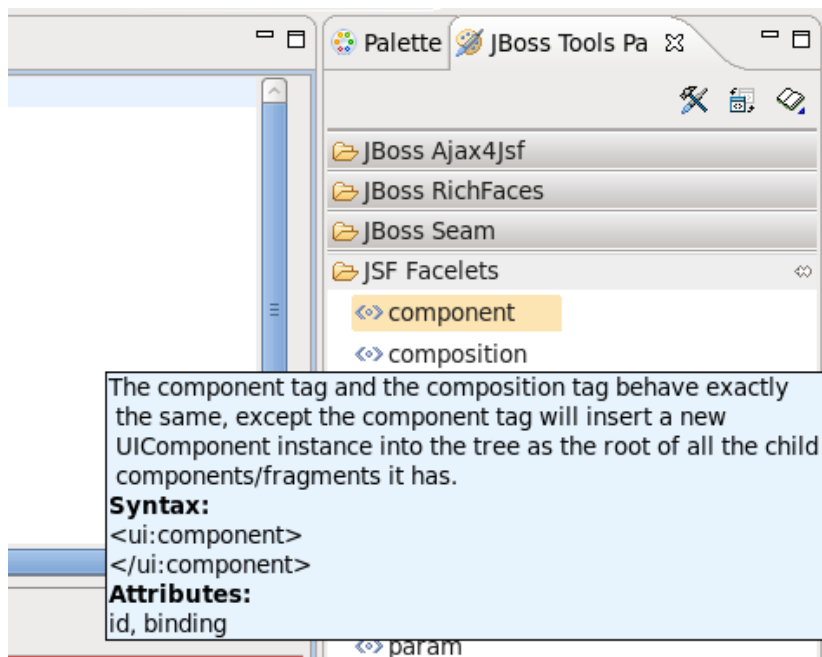 Palette
JBoss Tools Pa
JBoss Ajax4Jsf
JBoss RichFaces
JBoss Seam
JSF Facelets
component
composition
The component tag and the composition tag behave exactly
the same, except the component tag will insert a new
UIComponent instance into the tree as the root of all the child
components/fragments it has.
Syntax:
<ui:component>
</ui:component>
Attributes:
id, binding
param